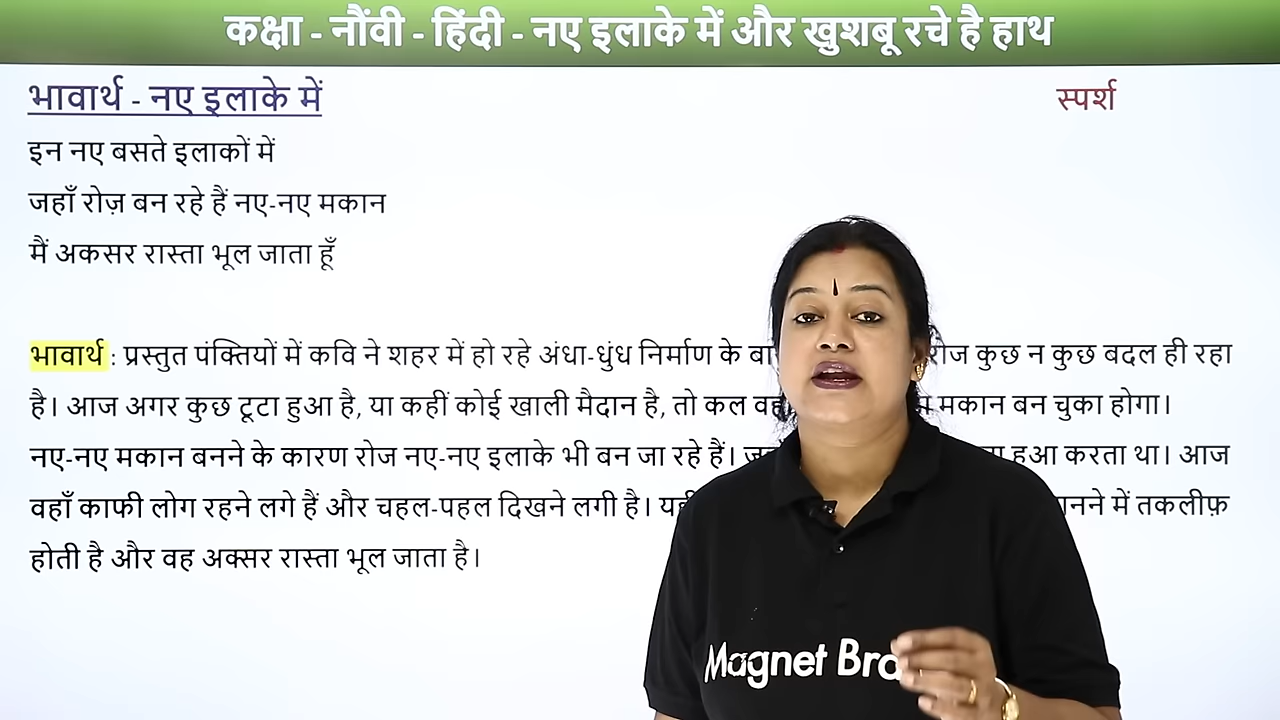 कक्षा - नौंवी - हिंदी - नए इलाके में और खुशबू रचे है हाथ
भावार्थ - नए इलाके में
स्पर्श
इन नए बसते इलाकों में
जहाँ रोज़ बन रहे हैं नए-नए मकान
मैं अकसर रास्ता भूल जाता हूँ
भावार्थ : प्रस्तुत पंक्तियों में कवि ने शहर में हो रहे अंधा-धुंध निर्माण के रोज कुछ न कुछ बदल ही रहा
है। आज अगर कुछ टूटा हुआ है, या कहीं कोई खाली मैदान है, तो कल मकान बन चुका होगा।
नए-नए मकान बनने के कारण रोज नए-नए इलाके भी बन जा रहे हैं। हुआ करता था। आज
वहाँ काफी लोग रहने लगे हैं और चहल-पहल दिखने लगी है। में तकलीफ़
होती है और वह अक्सर रास्ता भूल जाता है।
Magnet